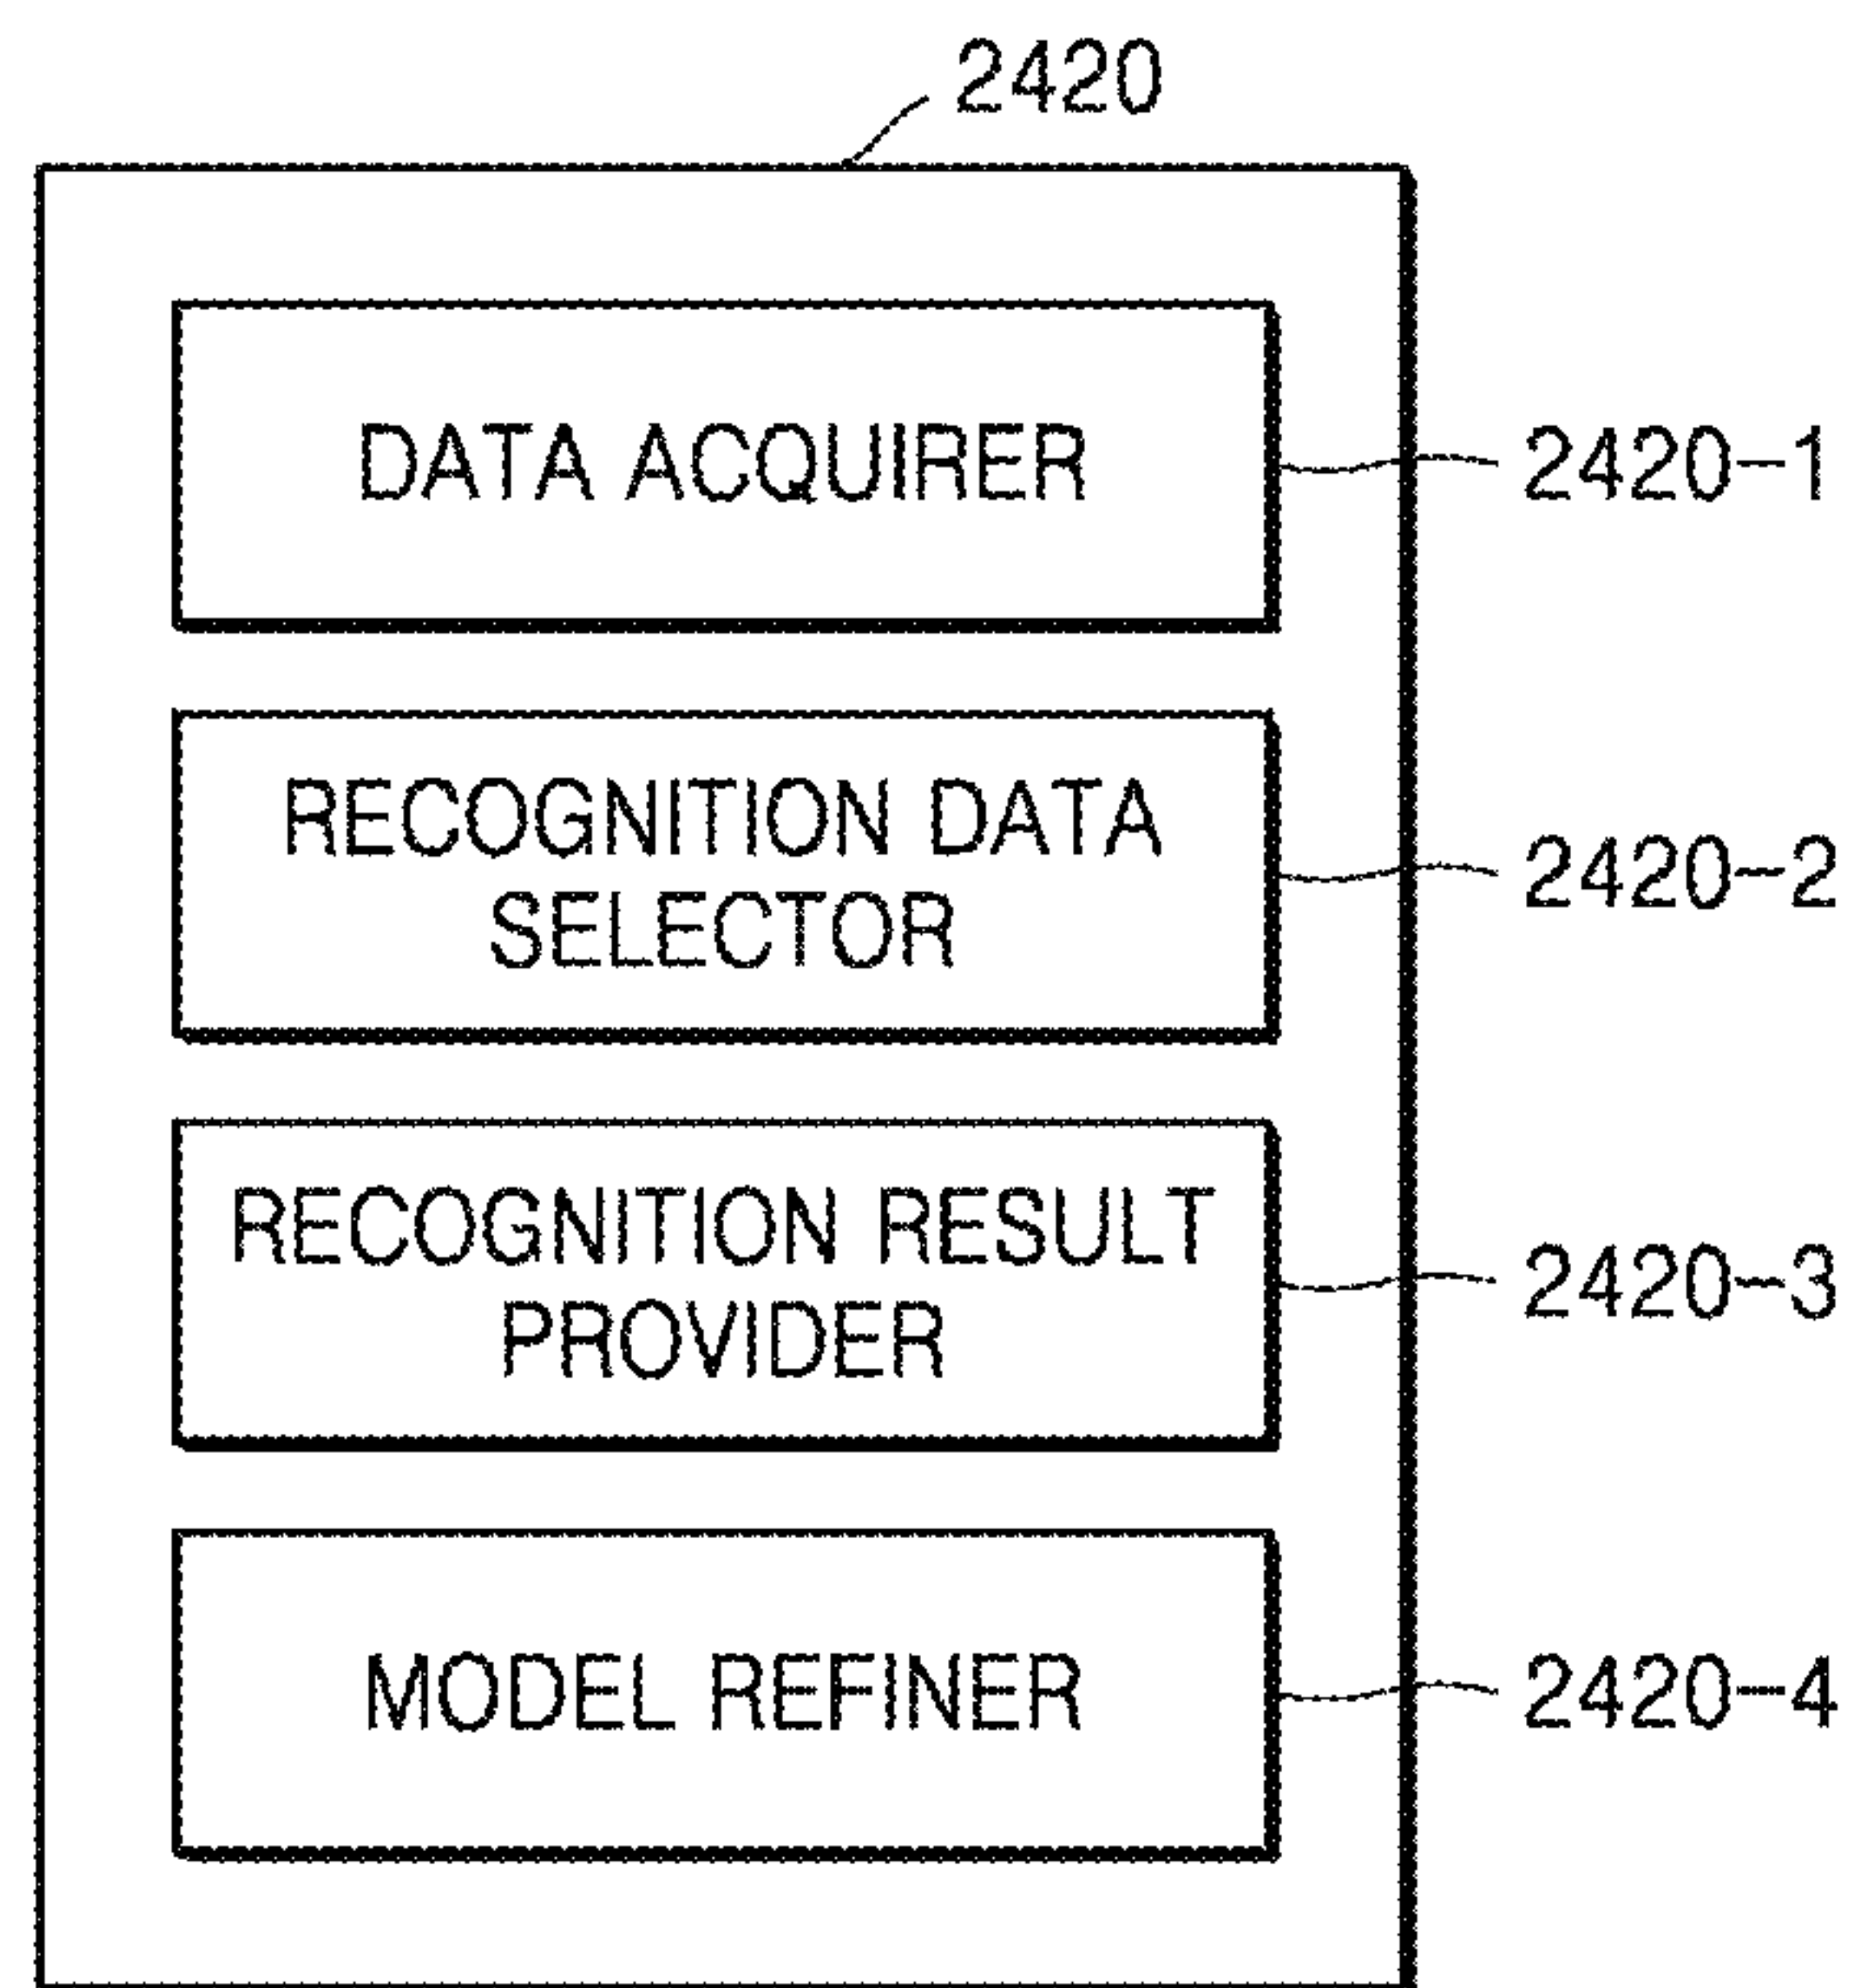 2420
DATA ACQUIRER
2420-1
RECOGNITION DATA
SELECTOR
2420-2
RECOGNITION RESULT
PROVIDER
2420-3
MODEL REFINER
2420-4